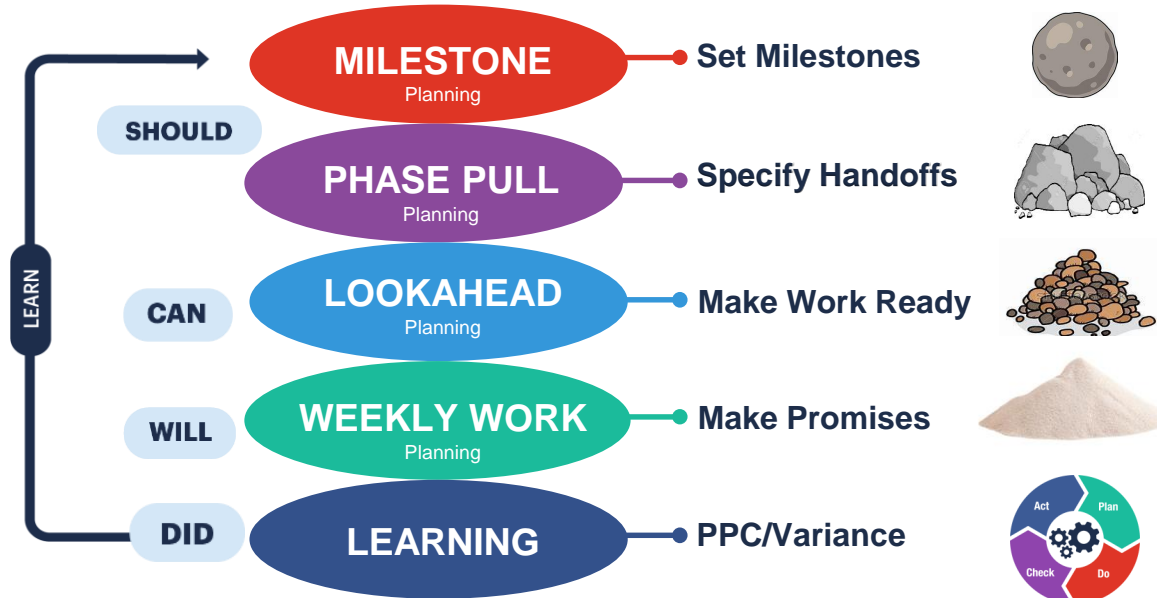 MILESTONE
Planning
Set Milestones
SHOULD
PHASE PULL
Planning
Specify Handoffs
LEARN
CAN
LOOKAHEAD
Planning
Make Work Ready
WILL
WEEKLY WORK
Planning
Make Promises
DID
LEARNING
PPC/Variance
Act
Plan
Check
Do